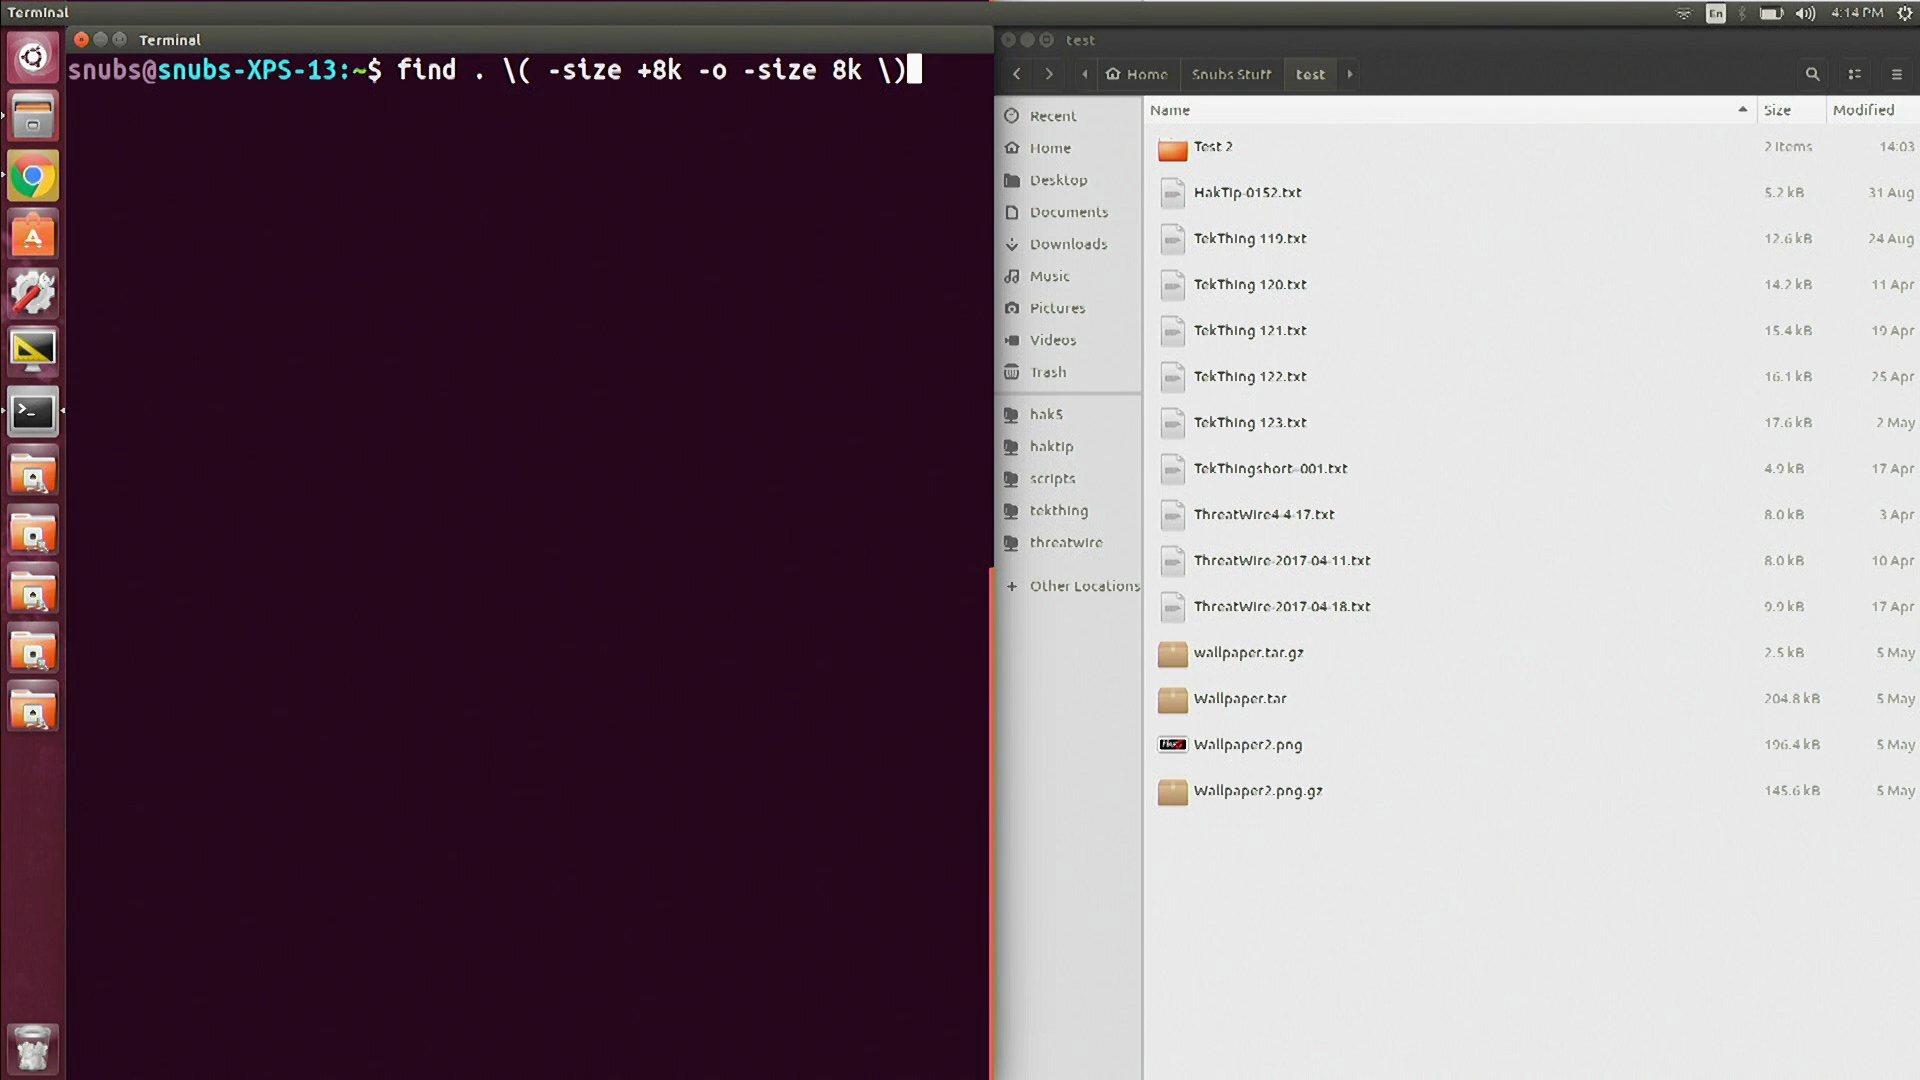 Terminal
En
4:14 PM
Terminal
snubs@snubs-XPS-13:~$ find . \( -size +8k -o -size 8k \)
test
Home
Snubs Stuff
test
Name
Size
Modified
Recent
Home
Desktop
Documents
Downloads
Music
Pictures
Videos
Trash
hak5
haktip
scripts
tekthing
threatwire
Other Locations
Test 2
2 items
14:03
HakTip-0152.txt
5.2 kB
31 Aug
TekThing 119.txt
12.6 kB
24 Aug
TekThing 120.txt
14.2 kB
11 Apr
TekThing 121.txt
15.4 kB
19 Apr
TekThing 122.txt
16.1 kB
25 Apr
TekThing 123.txt
17.6 kB
2 May
TekThingshort-001.txt
4.9 kB
17 Apr
ThreatWire4-4-17.txt
8.0 kB
3 Apr
ThreatWire-2017-04-11.txt
8.0 kB
10 Apr
ThreatWire-2017-04-18.txt
9.9 kB
17 Apr
wallpaper.tar.gz
2.5 kB
5 May
Wallpaper.tar
204.8 kB
5 May
Wallpaper2.png
196.4 kB
5 May
Wallpaper2.png.gz
145.6 kB
5 May